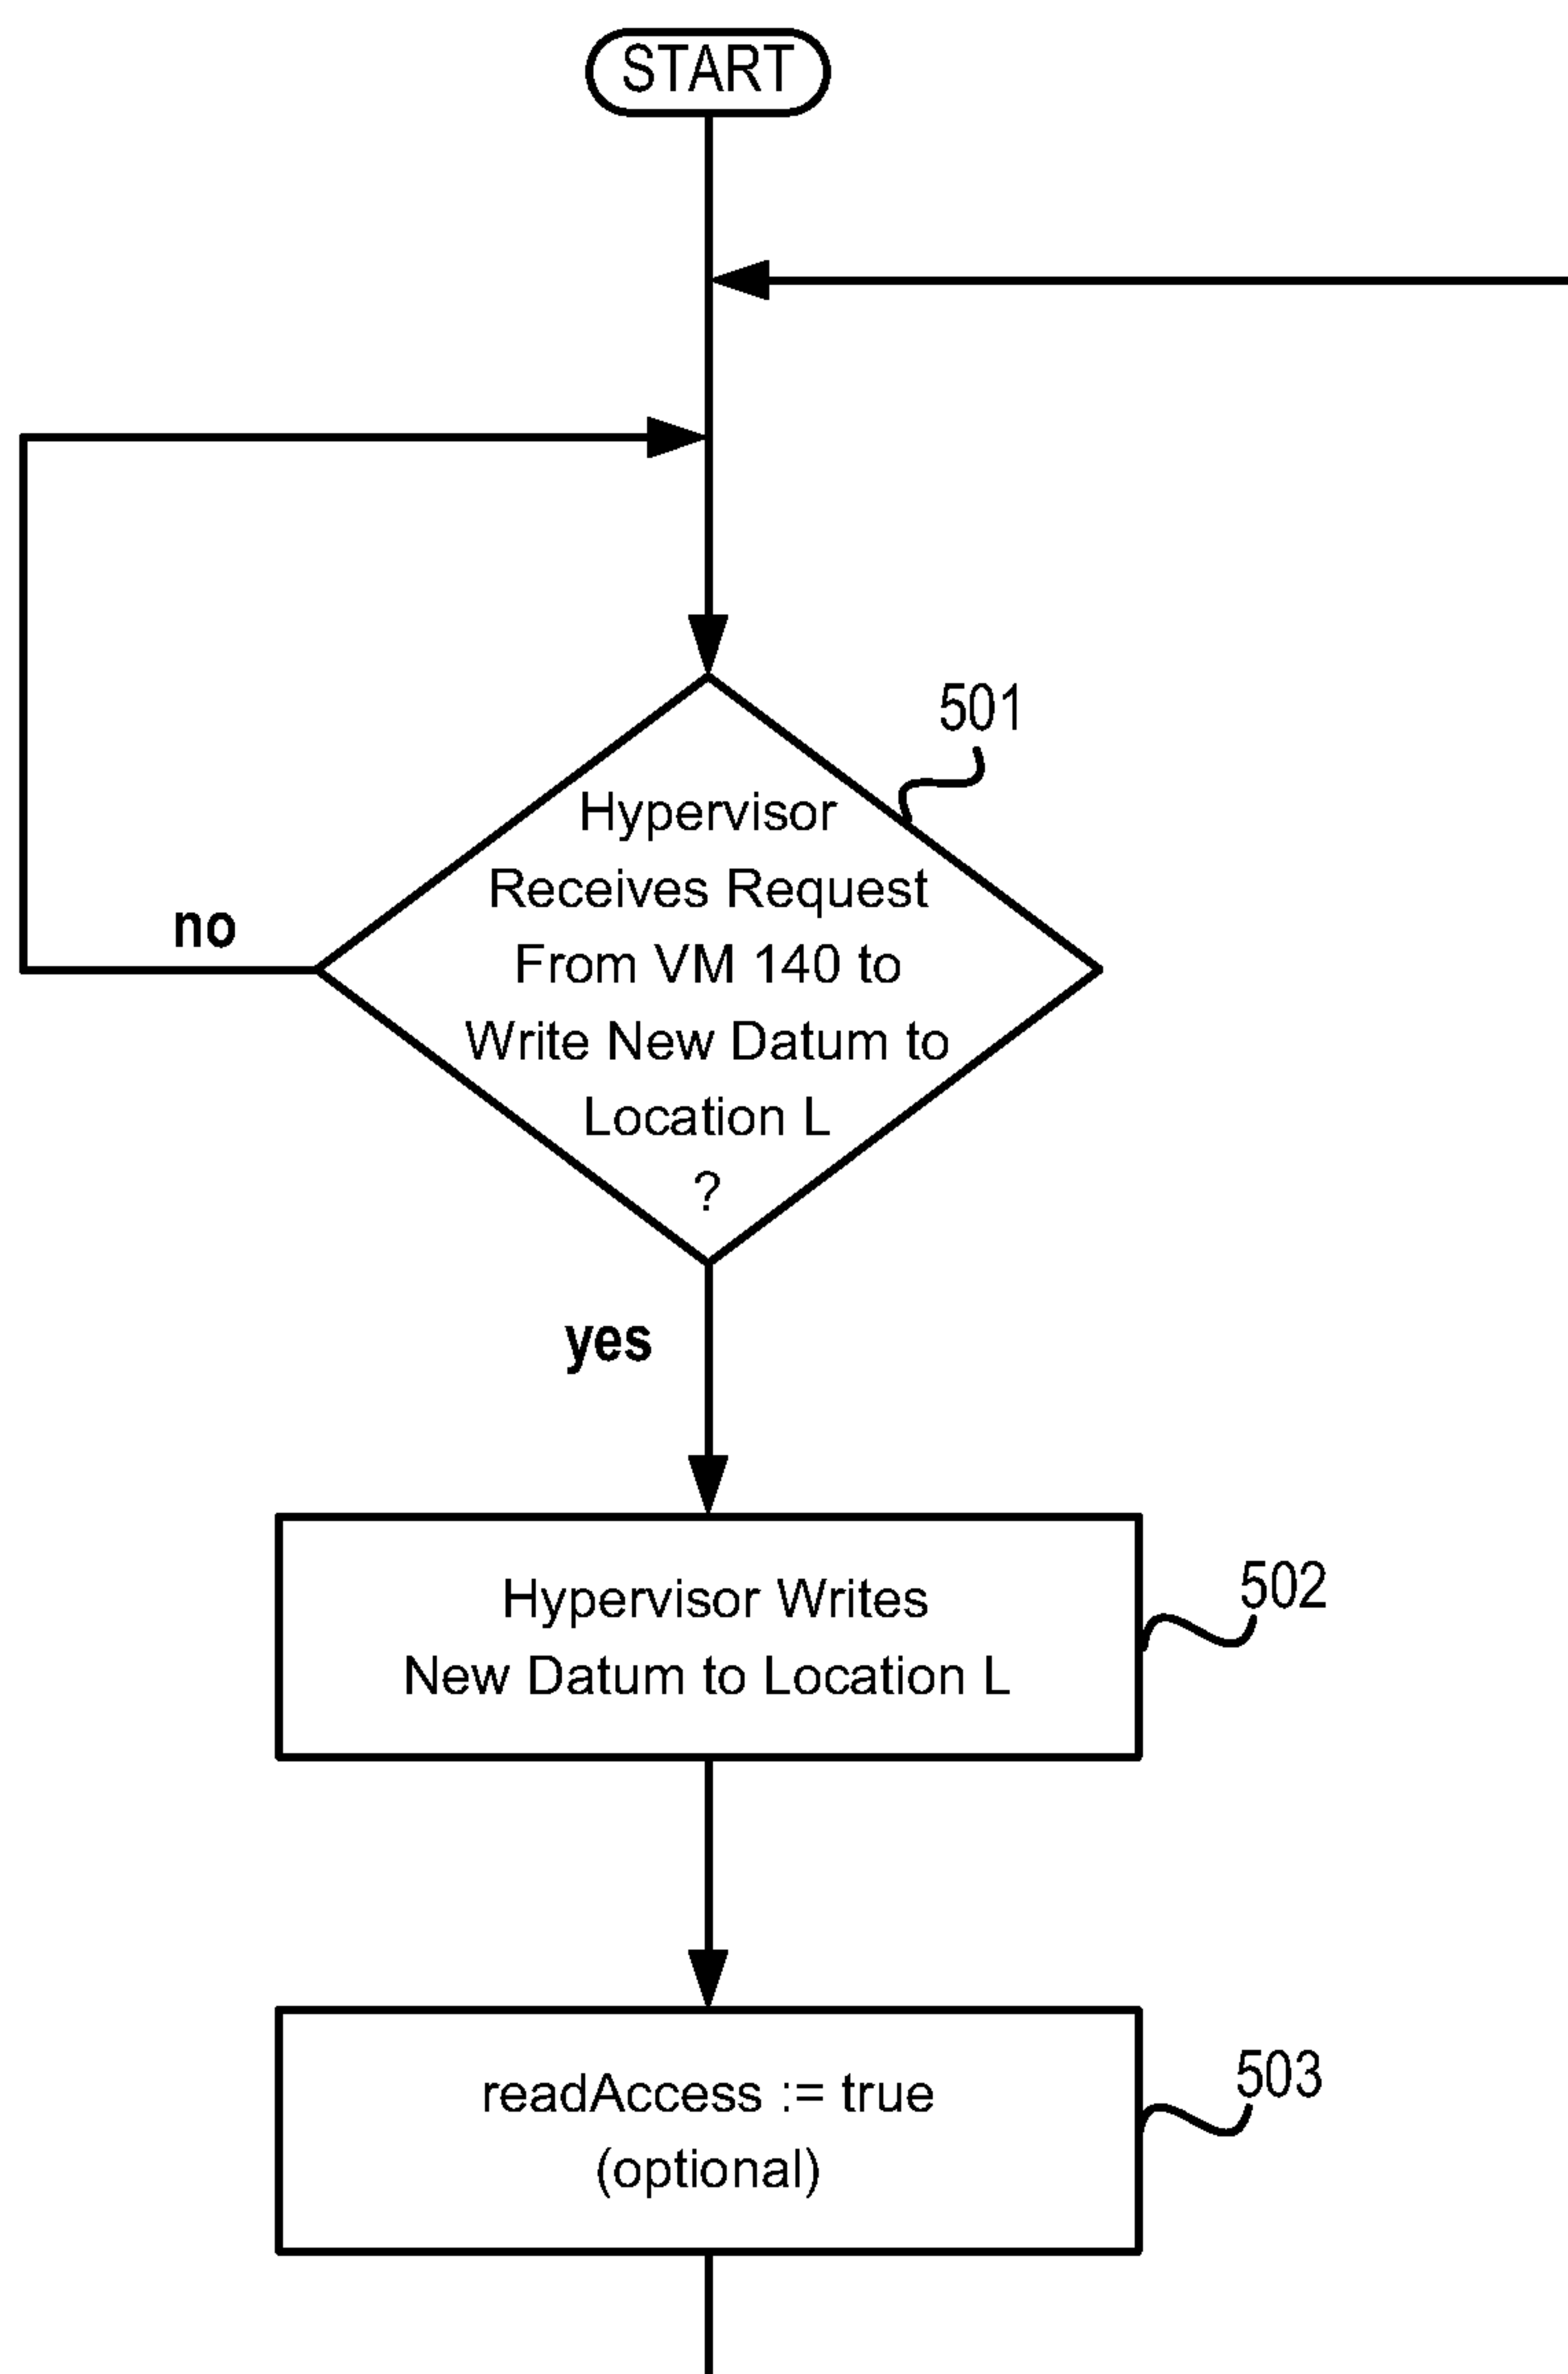 START
501
Hypervisor
Receives Request
From VM 140 to
Write New Datum to
Location L
?
no
yes
Hypervisor Writes
New Datum to Location L
502
readAccess := true
(optional)
503